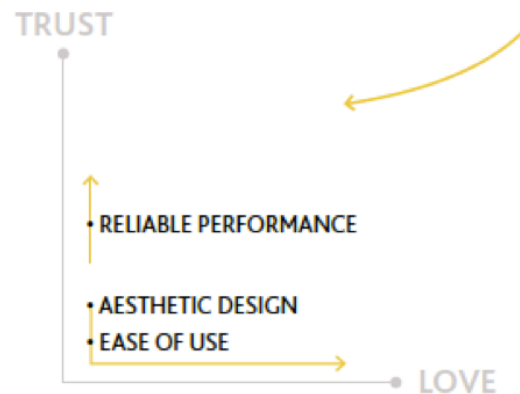 TRUST
• RELIABLE PERFORMANCE
• AESTHETIC DESIGN
• EASE OF USE
LOVE